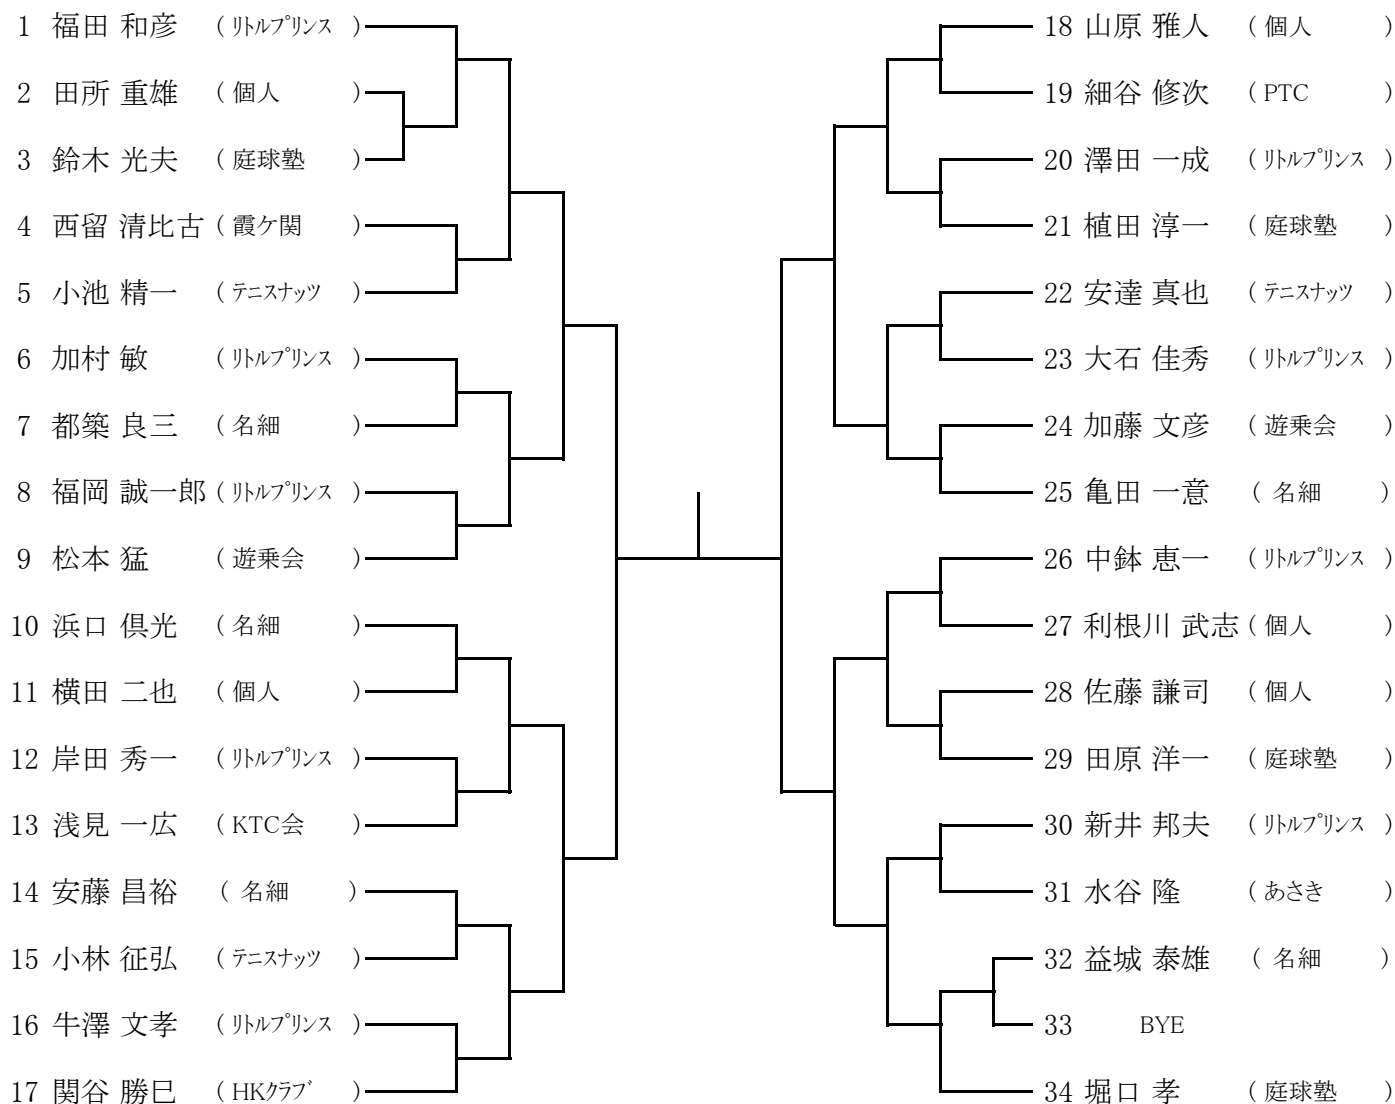 1 福田 和彦 （ リトルプリンス ）
2 田所 重雄 （ 個人 ）
3 鈴木 光夫 （ 庭球塾 ）
4 西留 清比古 （ 霞ケ関 ）
5 小池 精一 （ テニスナッツ ）
6 加村 敏 （ リトルプリンス ）
7 都築 良三 （ 名細 ）
8 福岡 誠一郎 （ リトルプリンス ）
9 松本 猛 （ 遊乗会 ）
10 浜口 倶光 （ 名細 ）
11 横田 二也 （ 個人 ）
12 岸田 秀一 （ リトルプリンス ）
13 浅見 一広 （ KTC会 ）
14 安藤 昌裕 （ 名細 ）
15 小林 征弘 （ テニスナッツ ）
16 牛澤 文孝 （ リトルプリンス ）
17 関谷 勝巳 （ HKクラブ ）
18 山原 雅人 （ 個人 ）
19 細谷 修次 （ PTC ）
20 澤田 一成 （ リトルプリンス ）
21 植田 淳一 （ 庭球塾 ）
22 安達 真也 （ テニスナッツ ）
23 大石 佳秀 （ リトルプリンス ）
24 加藤 文彦 （ 遊乗会 ）
25 亀田 一意 （ 名細 ）
26 中鉢 恵一 （ リトルプリンス ）
27 利根川 武志 （ 個人 ）
28 佐藤 謙司 （ 個人 ）
29 田原 洋一 （ 庭球塾 ）
30 新井 邦夫 （ リトルプリンス ）
31 水谷 隆 （ あさき ）
32 益城 泰雄 （ 名細 ）
33 BYE
34 堀口 孝 （ 庭球塾 ）